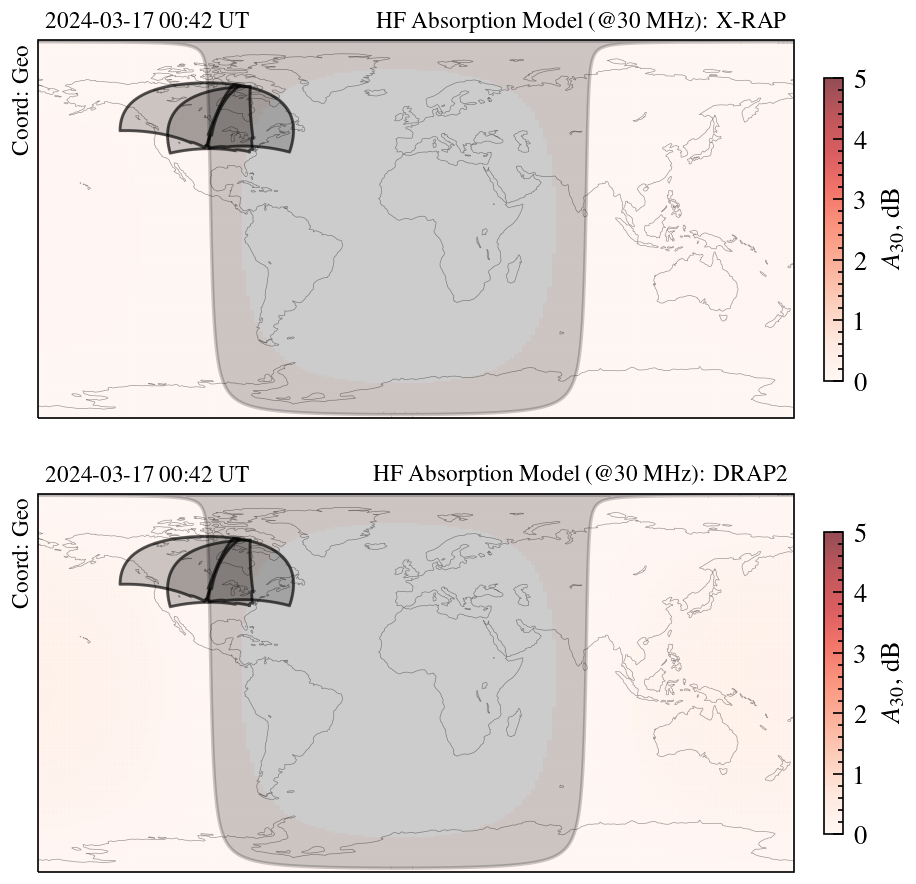 2024-03-17 00:42 UT
HF Absorption Model (@30 MHz): X-RAP
Coord: Geo
5
4
3
2
1
0
A30, dB
2024-03-17 00:42 UT
HF Absorption Model (@30 MHz): DRAP2
Coord: Geo
5
4
3
2
1
0
A30, dB